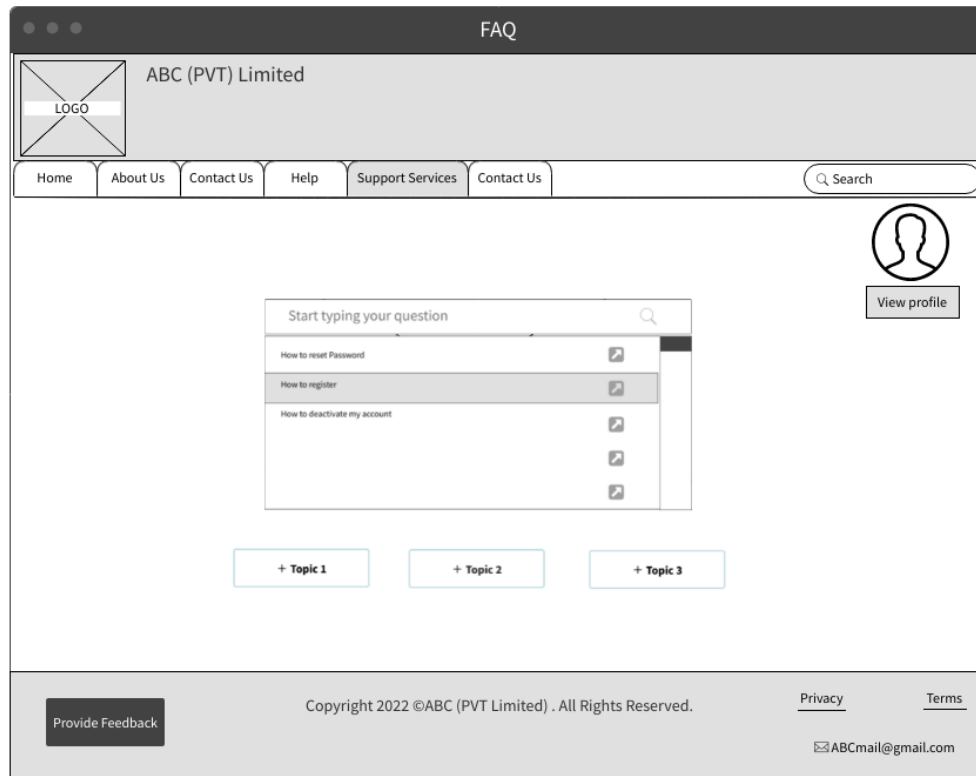 FAQ
ABC (PVT) Limited
LOGO
Home About Us Contact Us Help Support Services Contact Us Search
View profile
Start typing your question
How to reset Password
How to register
How to deactivate my account
+ Topic 1 + Topic 2 + Topic 3
Provide Feedback
Copyright 2022 ©ABC (PVT Limited) . All Rights Reserved.
Privacy Terms
ABCmail@gmail.com